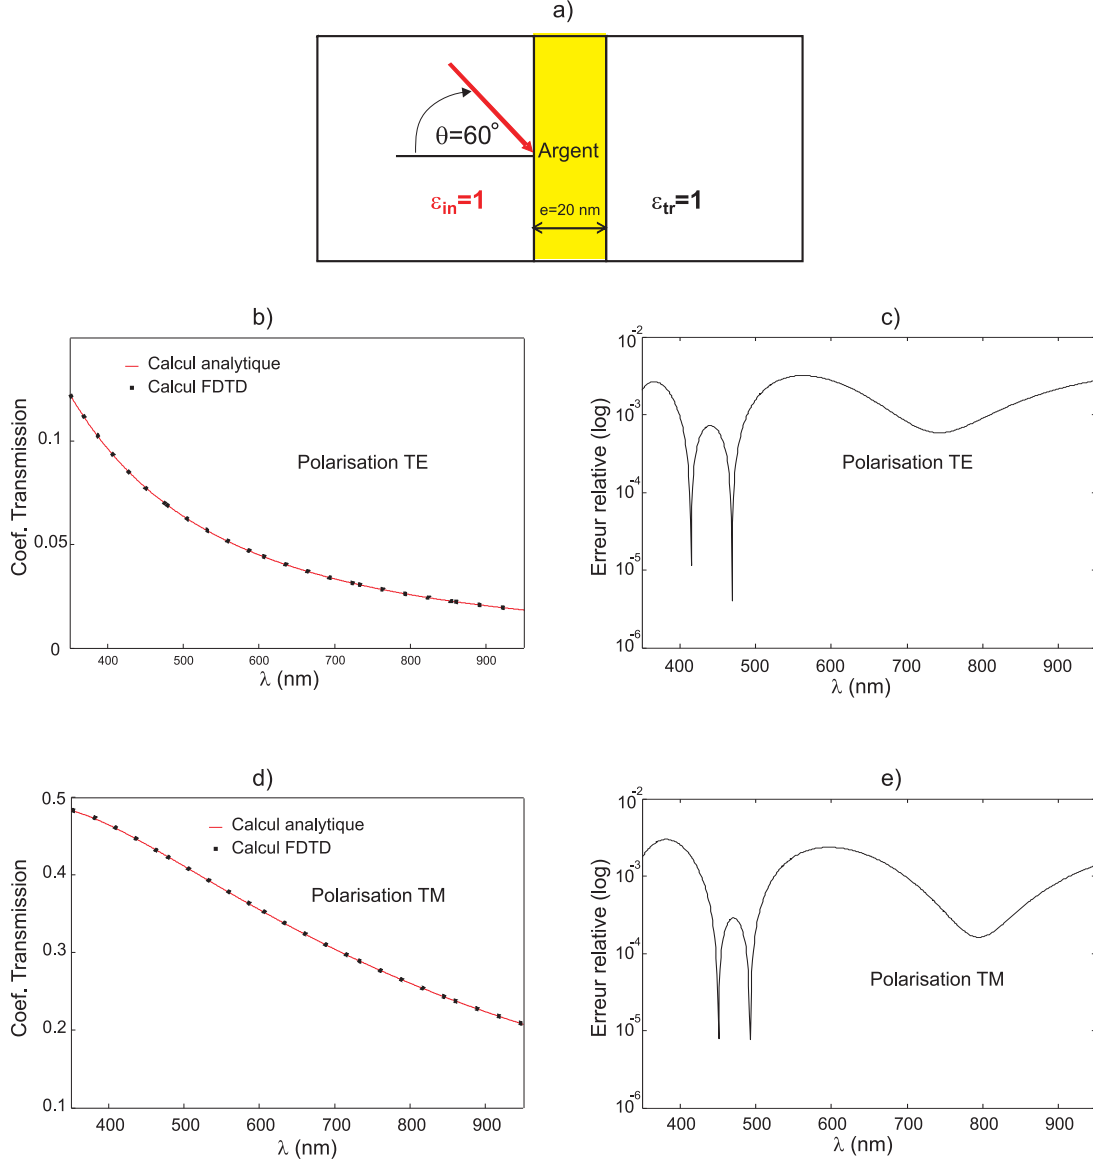 a)
θ=60°
Argent
ε_in=1
e=20 nm
ε_tr=1
b)
Calcul analytique
Calcul FDTD
Polarisation TE
Coef. Transmission
0.1
0.05
0
400 500 600 700 800 900
λ (nm)
c)
10^-2
10^-3
10^-4
10^-5
10^-6
Erreur relative (log)
Polarisation TE
400 500 600 700 800 900
λ (nm)
d)
Calcul analytique
Calcul FDTD
Polarisation TM
Coef. Transmission
0.5
0.4
0.3
0.2
0.1
400 500 600 700 800 900
λ (nm)
e)
10^-2
10^-3
10^-4
10^-5
10^-6
Erreur relative (log)
Polarisation TM
400 500 600 700 800 900
λ (nm)